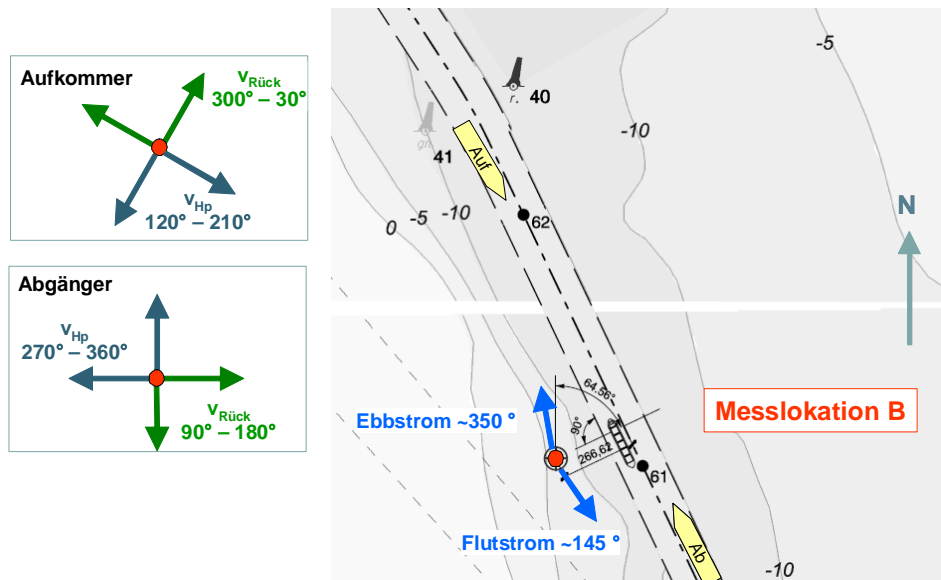 Aufkommer
vRück
300° – 30°
vHp
120° – 210°
Abgänger
vHp
270° – 360°
vRück
90° – 180°
-5
r. 40
-10
Auf
gn. 41
-10
-5
0
62
N
64.56°
90°
266,62
Messlokation B
Ebbstrom ~350 °
61
Flutstrom ~145 °
Ab
-10